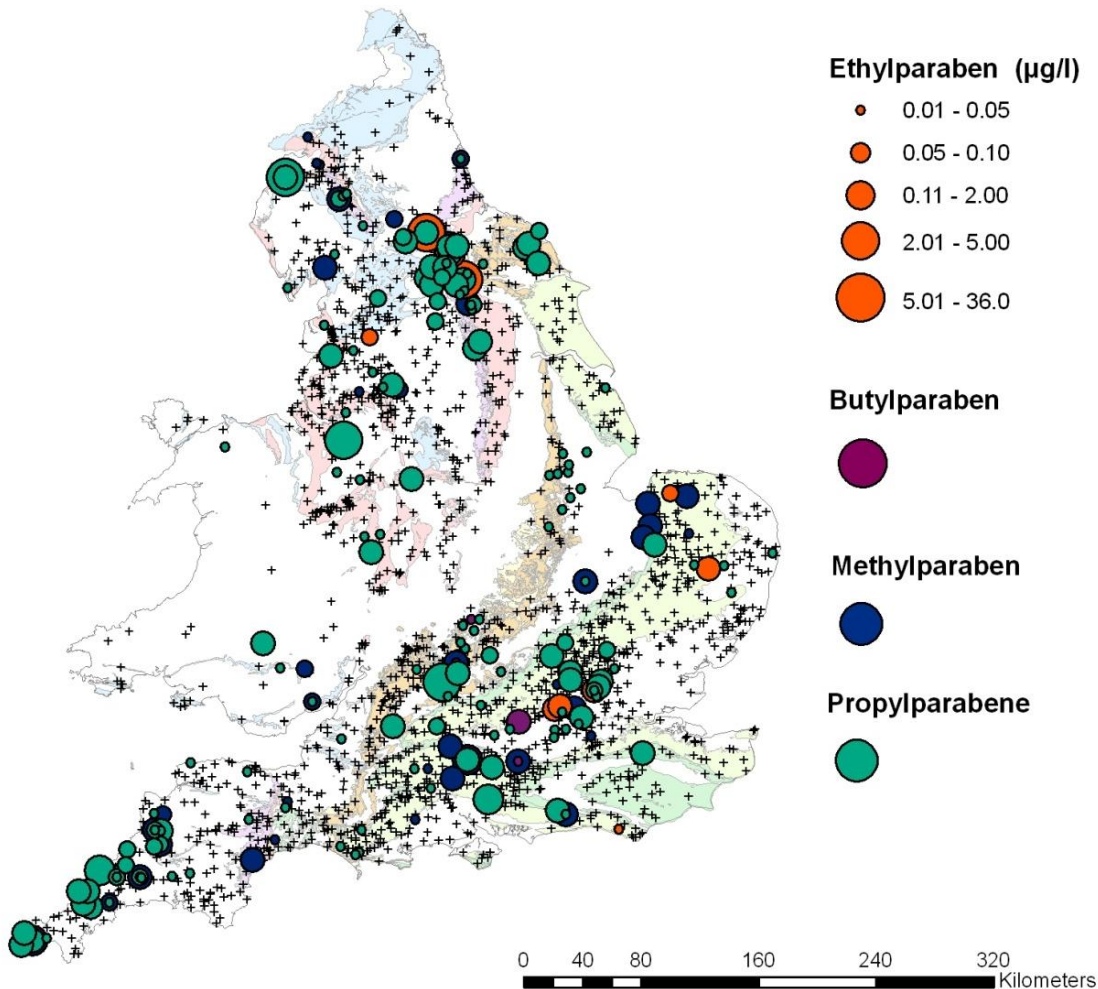 Ethylparaben (µg/l)
0.01 - 0.05
0.05 - 0.10
0.11 - 2.00
2.01 - 5.00
5.01 - 36.0
Butylparaben
Methylparaben
Propylparabene
0 40 80 160 240 320
Kilometers